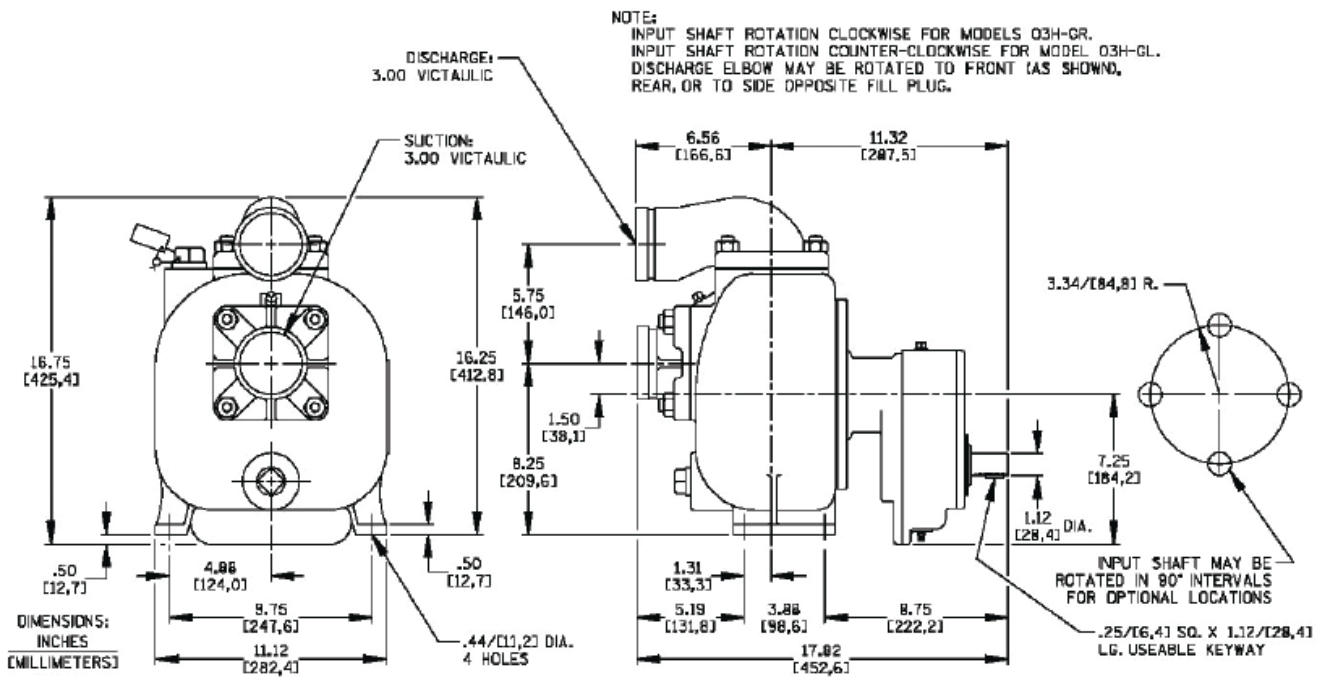 NOTE:
INPUT SHAFT ROTATION CLOCKWISE FOR MODELS 03H-GR.
INPUT SHAFT ROTATION COUNTER-CLOCKWISE FOR MODEL 03H-GL.
DISCHARGE ELBOW MAY BE ROTATED TO FRONT (AS SHOWN),
REAR, OR TO SIDE OPPOSITE FILL PLUG.
DISCHARGE:
3.00 VICTAULIC
SUCTION:
3.00 VICTAULIC
6.56
[166,6]
11.32
[287,5]
16.75
[425,4]
16.25
[412,8]
5.75
[146,0]
1.50
[38,1]
8.25
[209,6]
3.34/[84,8] R.
7.25
[184,2]
1.12
[28,4] DIA.
.50
[12,7]
4.88
[124,0]
.50
[12,7]
9.75
[247,6]
11.12
[282,4]
.44/[11,2] DIA.
4 HOLES
1.31
[33,3]
5.19
[131,8]
3.88
[98,6]
8.75
[222,2]
17.82
[452,6]
INPUT SHAFT MAY BE
ROTATED IN 90° INTERVALS
FOR OPTIONAL LOCATIONS
.25/[6,4] SQ. X 1.12/[28,4]
LG. USEABLE KEYWAY
DIMENSIONS:
INCHES
[MILLIMETERS]